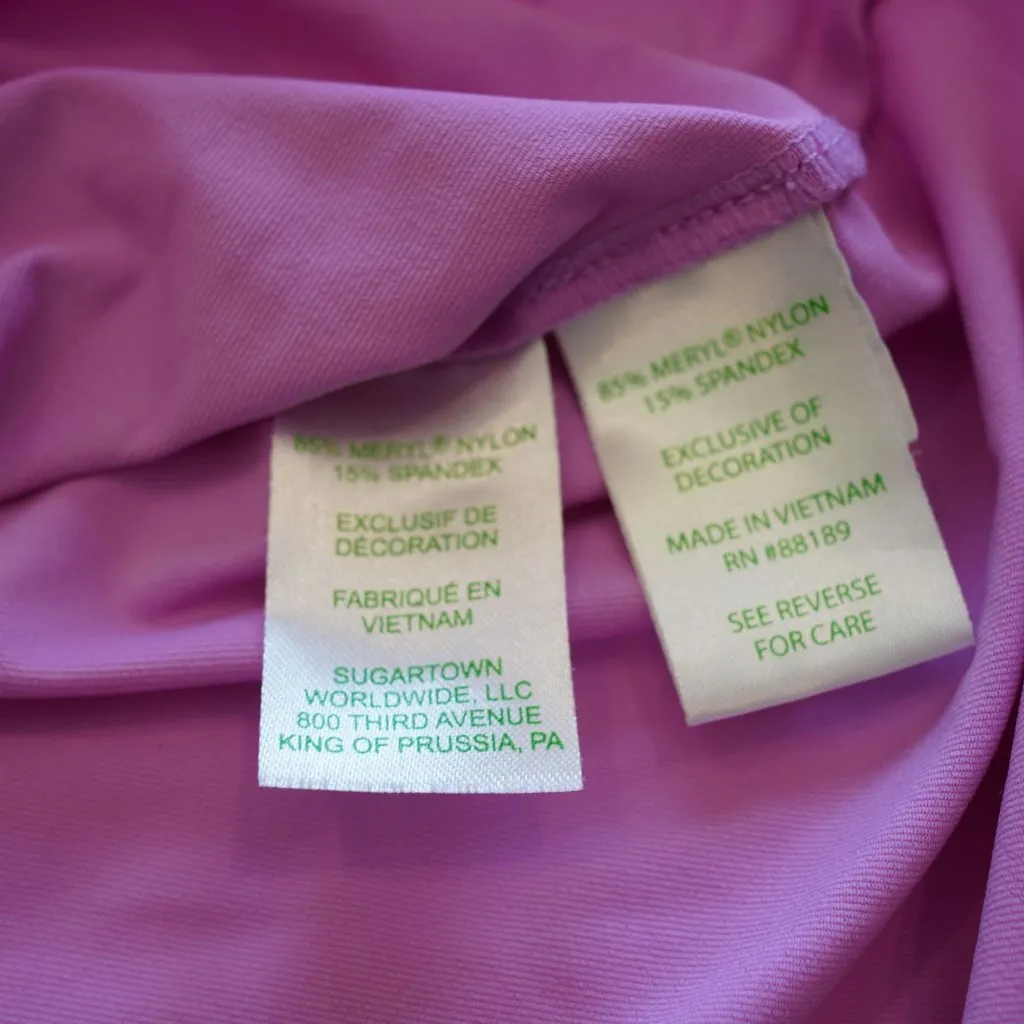 85% MERYL® NYLON
15% SPANDEX
EXCLUSIF DE
DÉCORATION
FABRIQUÉ EN
VIETNAM
SUGARTOWN
WORLDWIDE, LLC
800 THIRD AVENUE
KING OF PRUSSIA, PA
85% MERYL® NYLON
15% SPANDEX
EXCLUSIVE OF
DECORATION
MADE IN VIETNAM
RN #88189
SEE REVERSE
FOR CARE